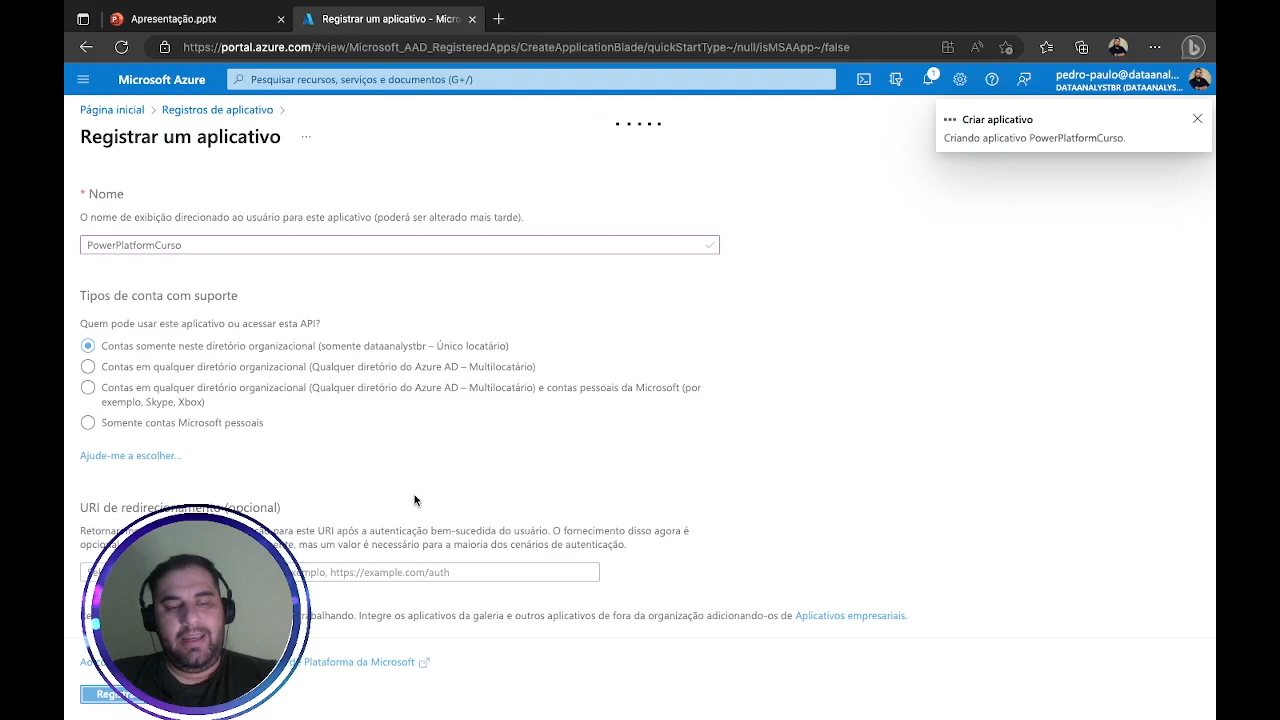 Apresentação.pptx
Registrar um aplicativo - Micros
https://portal.azure.com/#view/Microsoft_AAD_RegisteredApps/CreateApplicationBlade/quickStartType~/null/isMSAApp~/false
Microsoft Azure
Pesquisar recursos, serviços e documentos (G+/)
1
pedro-paulo@dataanal...
DATAANALYSTBR (DATAANALYS...
Página inicial > Registros de aplicativo >
Registrar um aplicativo ...
Criar aplicativo
Criando aplicativo PowerPlatformCurso.
* Nome
O nome de exibição direcionado ao usuário para este aplicativo (poderá ser alterado mais tarde).
PowerPlatformCurso
Tipos de conta com suporte
Quem pode usar este aplicativo ou acessar esta API?
Contas somente neste diretório organizacional (somente dataanalystbr – Único locatário)
Contas em qualquer diretório organizacional (Qualquer diretório do Azure AD – Multilocatário)
Contas em qualquer diretório organizacional (Qualquer diretório do Azure AD – Multilocatário) e contas pessoais da Microsoft (por
exemplo, Skype, Xbox)
Somente contas Microsoft pessoais
Ajude-me a escolher...
URI de redirecionamento (opcional)
para este URI após a autenticação bem-sucedida do usuário. O fornecimento disso agora é
mas um valor é necessário para a maioria dos cenários de autenticação.
https://example.com/auth
Integre os aplicativos da galeria e outros aplicativos de fora da organização adicionando-os de Aplicativos empresariais.
de Plataforma da Microsoft